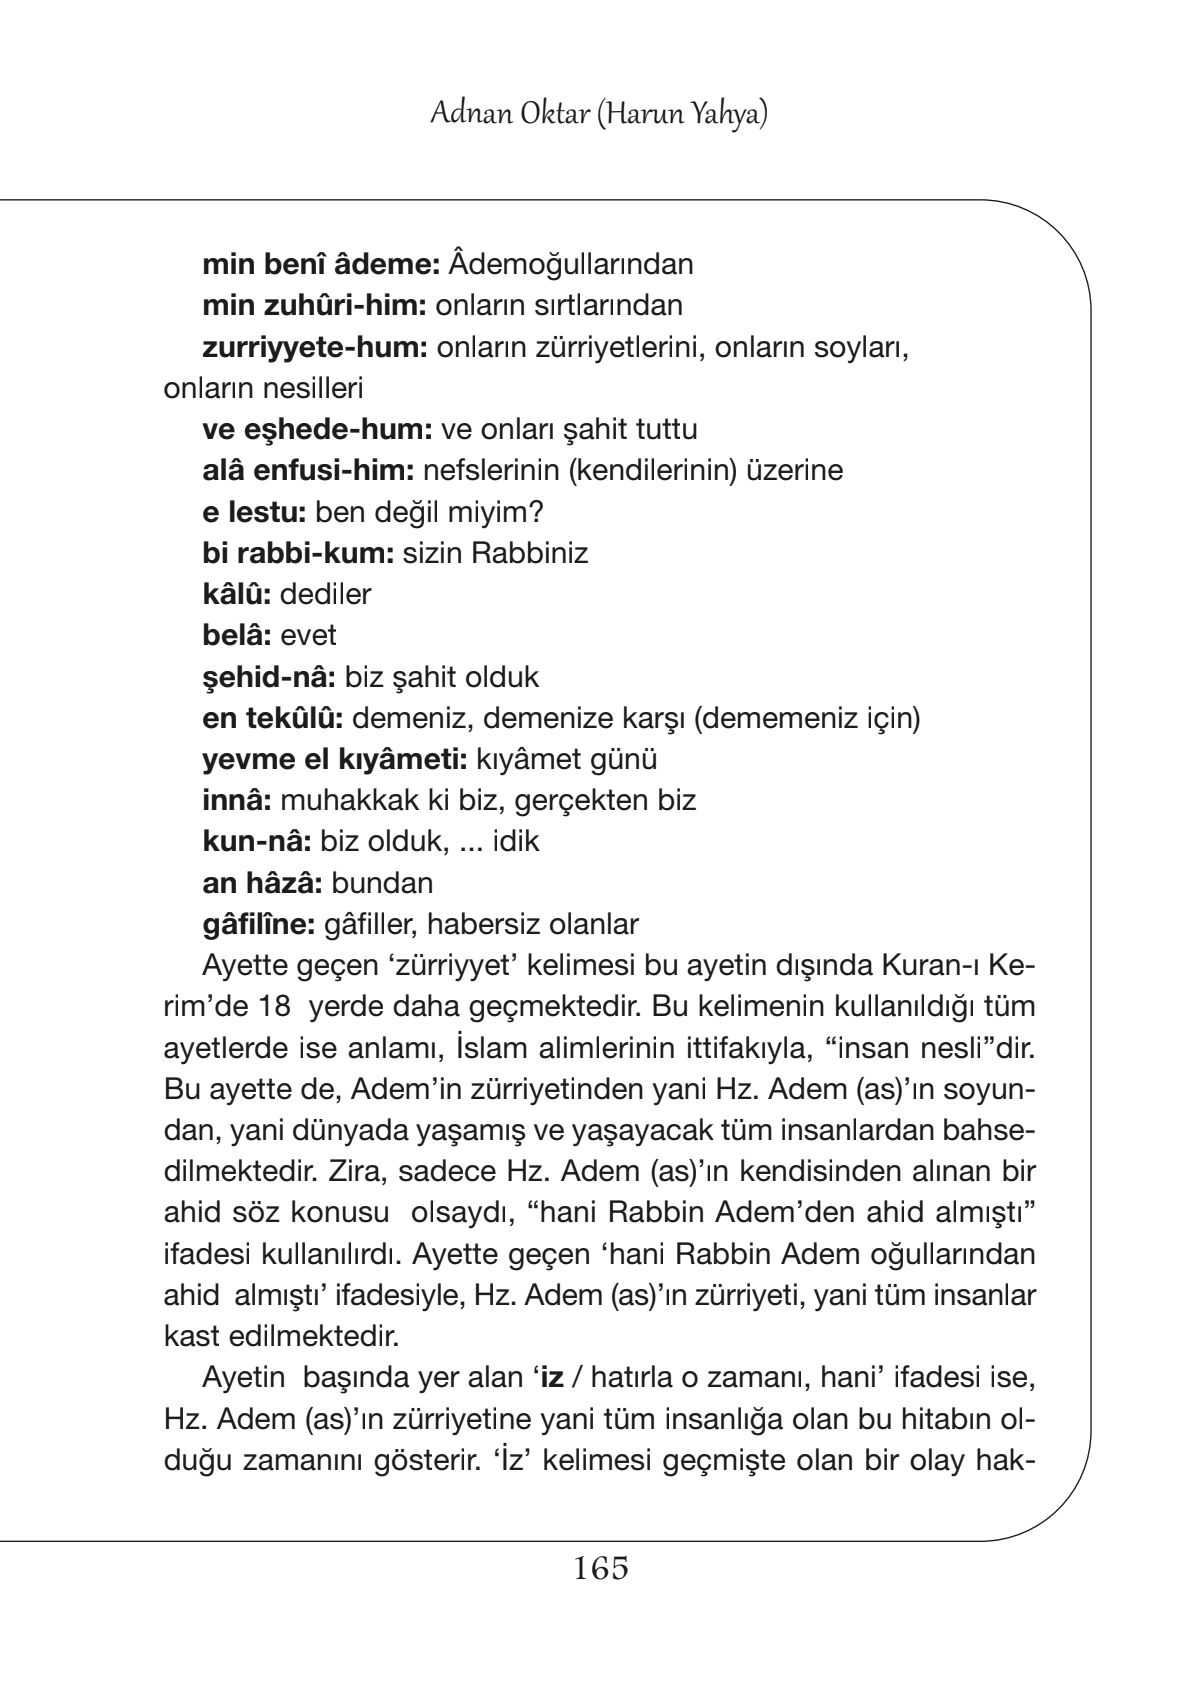 Adnan Oktar (Harun Yahya)
min benî âdeme: Âdemoğullarından
min zuhûri-him: onların sırtlarından
zurriyyete-hum: onların zürriyetlerini, onların soyları,
onların nesilleri
ve eşhede-hum: ve onları şahit tuttu
alâ enfusi-him: nefslerinin (kendilerinin) üzerine
e lestu: ben değil miyim?
bi rabbi-kum: sizin Rabbiniz
kâlû: dediler
belâ: evet
şehid-nâ: biz şahit olduk
en tekûlû: demeniz, demenize karşı (dememeniz için)
yevme el kıyâmeti: kıyâmet günü
innâ: muhakkak ki biz, gerçekten biz
kun-nâ: biz olduk, ... idik
an hâzâ: bundan
gâfilîne: gâfiller, habersiz olanlar
Ayette geçen ‘zürriyyet’ kelimesi bu ayetin dışında Kuran-ı Ke-
rim’de 18 yerde daha geçmektedir. Bu kelimenin kullanıldığı tüm
ayetlerde ise anlamı, İslam alimlerinin ittifakıyla, “insan nesli”dir.
Bu ayette de, Adem’in zürriyetinden yani Hz. Adem (as)’ın soyun-
dan, yani dünyada yaşamış ve yaşayacak tüm insanlardan bahse-
dilmektedir. Zira, sadece Hz. Adem (as)’ın kendisinden alınan bir
ahid söz konusu olsaydı, “hani Rabbin Adem’den ahid almıştı”
ifadesi kullanılırdı. Ayette geçen ‘hani Rabbin Adem oğullarından
ahid almıştı’ ifadesiyle, Hz. Adem (as)’ın zürriyeti, yani tüm insanlar
kast edilmektedir.
Ayetin başında yer alan ‘iz / hatırla o zamanı, hani’ ifadesi ise,
Hz. Adem (as)’ın zürriyetine yani tüm insanlığa olan bu hitabın ol-
duğu zamanını gösterir. ‘İz’ kelimesi geçmişte olan bir olay hak-
165